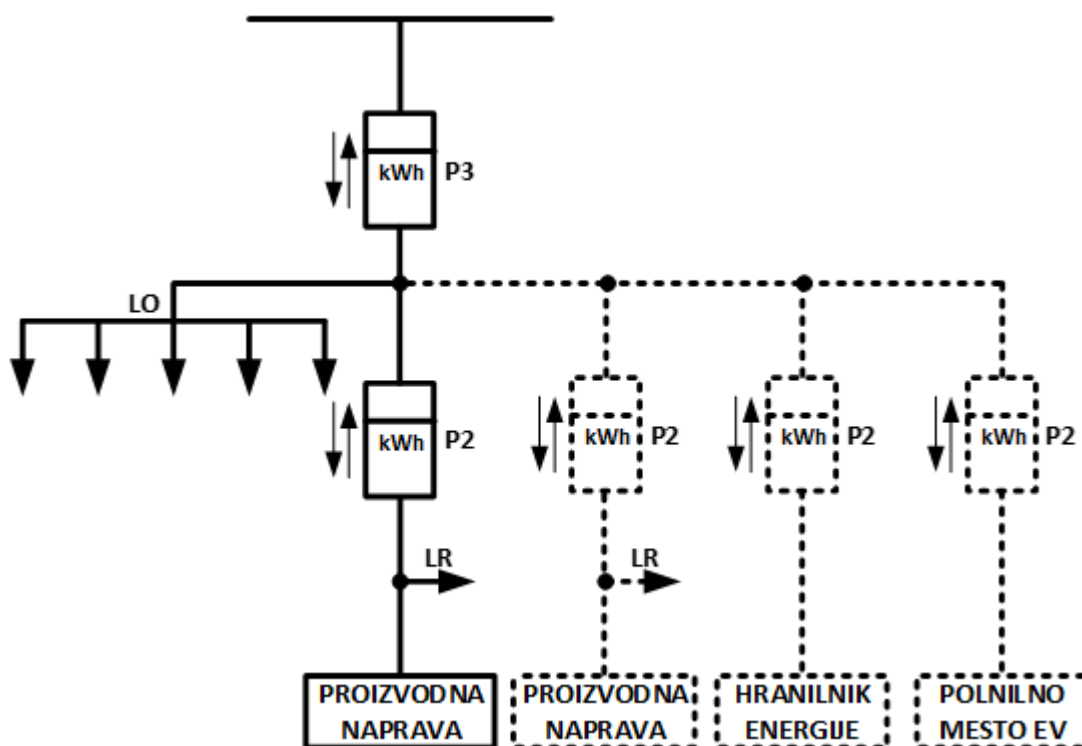 kWh P3
LO
kWh P2
kWh P2
kWh P2
kWh P2
LR
LR
PROIZVODNA
NAPRAVA
PROIZVODNA
NAPRAVA
HRANILNIK
ENERGIJE
POLNILNO
MESTO EV